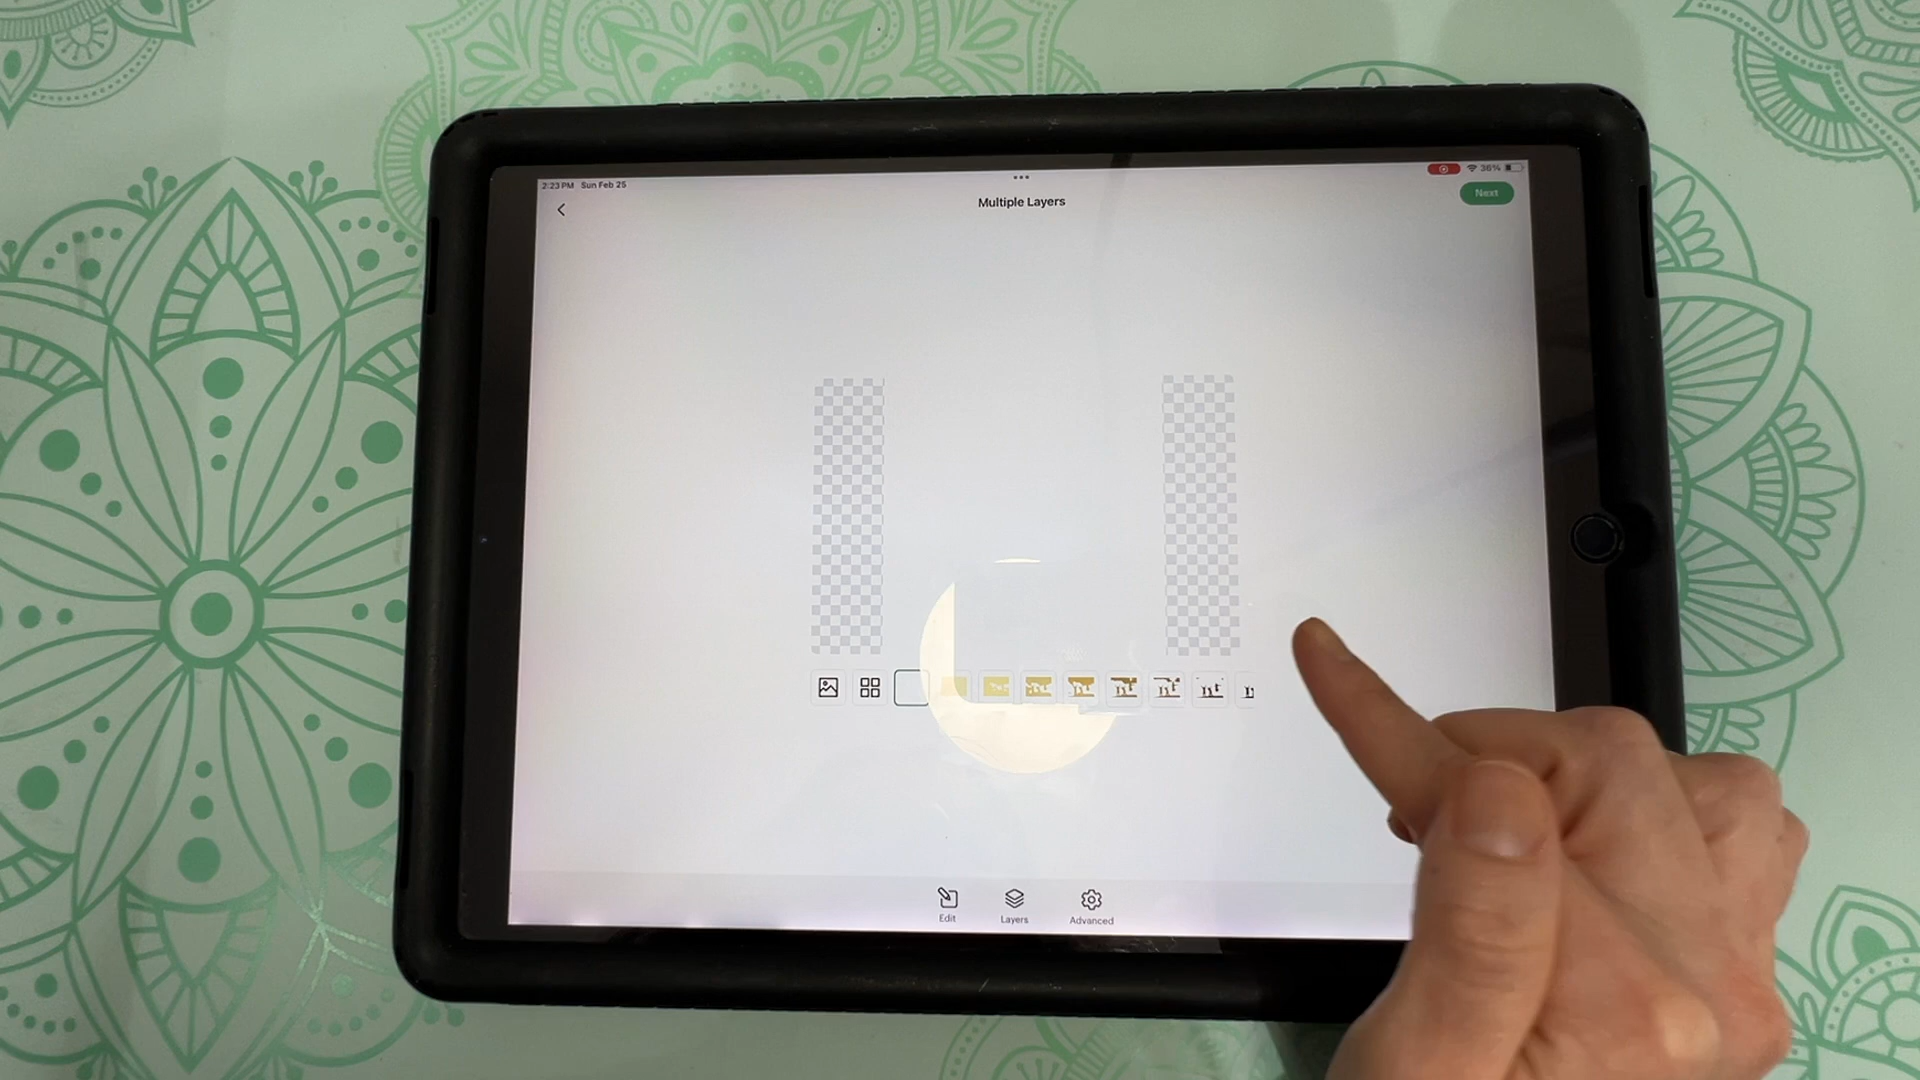 2:23 PM Sun Feb 25
36%
Multiple Layers
Next
Edit
Layers
Advanced